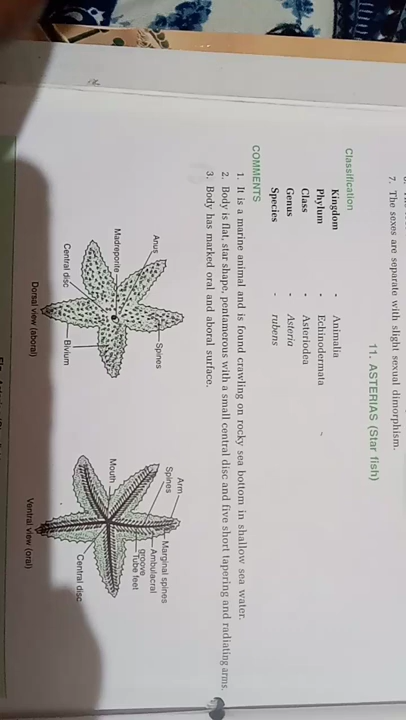 7. The sexes are separate with slight sexual dimorphism.
11. ASTERIAS (Star fish)
Classification
Kingdom - Animalia
Phylum - Echinodermata
Class - Asteriodea
Genus - Asteria
Species - rubens
COMMENTS
1. It is a marine animal and is found crawling on rocky sea bottom in shallow sea water.
2. Body is flat, star shape, pentamerous with a small central disc and five short tapering and radiating arms.
3. Body has marked oral and aboral surface.
Anus
Spines
Madreporite
Central disc
Bivium
Dorsal view (aboral)
Arm
Spines
Marginal spines
Ambulacral
groove
Tube feet
Mouth
Central disc
Ventral view (oral)